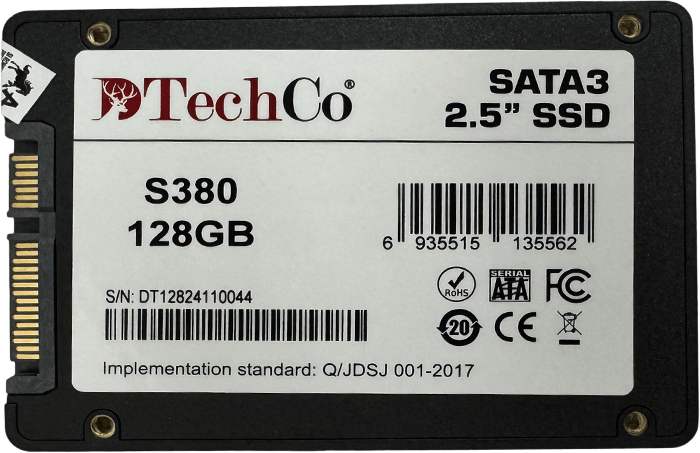 DTechCo®
SATA3
2.5” SSD
S380
128GB
6 935515 135562
S/N: DT12824110044
RoHS
SERIAL
ATA
FC
20
CE
Implementation standard: Q/JDSJ 001-2017